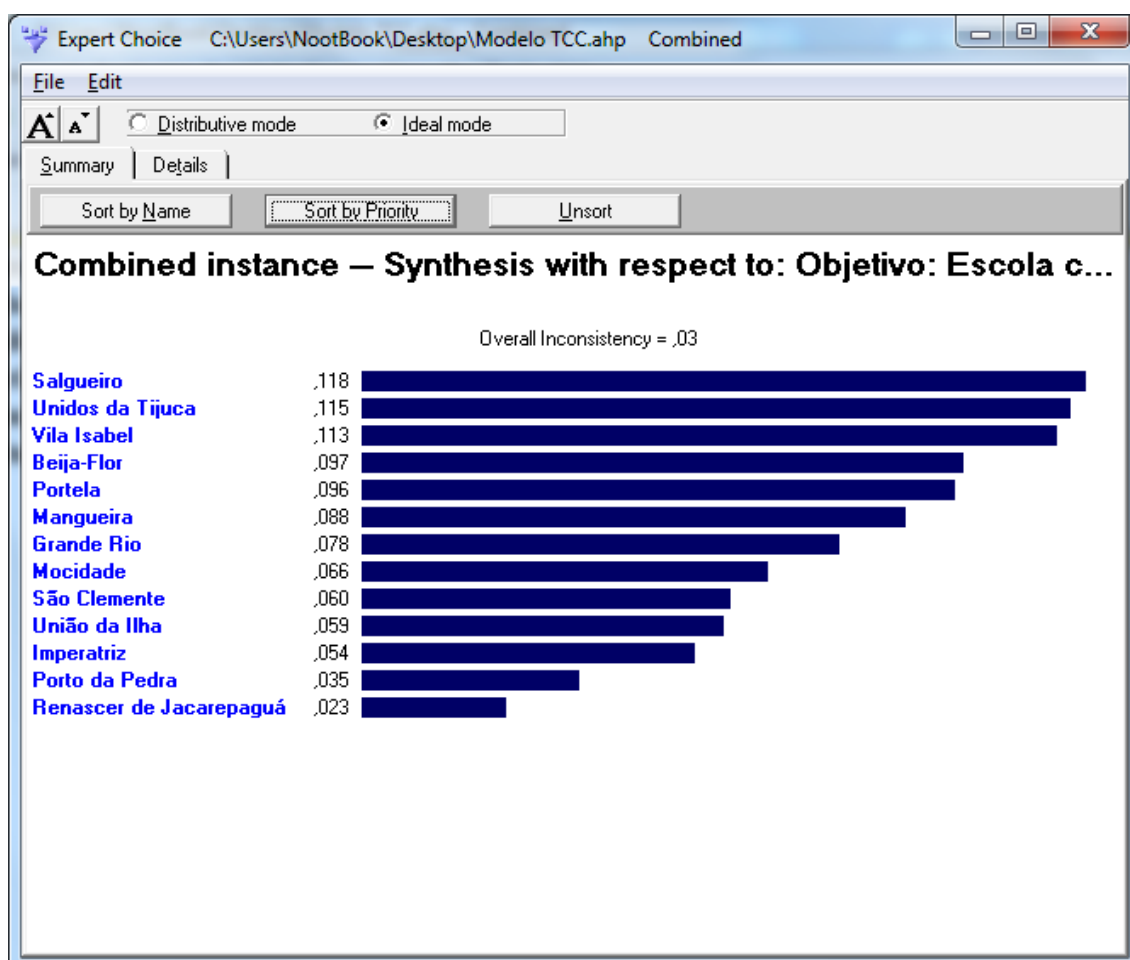 Expert Choice C:\Users\NootBook\Desktop\Modelo TCC.ahp Combined
File Edit
A A Distributive mode Ideal mode
Summary Details
Sort by Name Sort by Priority Unsort
Combined instance – Synthesis with respect to: Objetivo: Escola c...
Overall Inconsistency = ,03
Salgueiro ,118
Unidos da Tijuca ,115
Vila Isabel ,113
Beija-Flor ,097
Portela ,096
Mangueira ,088
Grande Rio ,078
Mocidade ,066
São Clemente ,060
União da Ilha ,059
Imperatriz ,054
Porto da Pedra ,035
Renascer de Jacarepaguá ,023